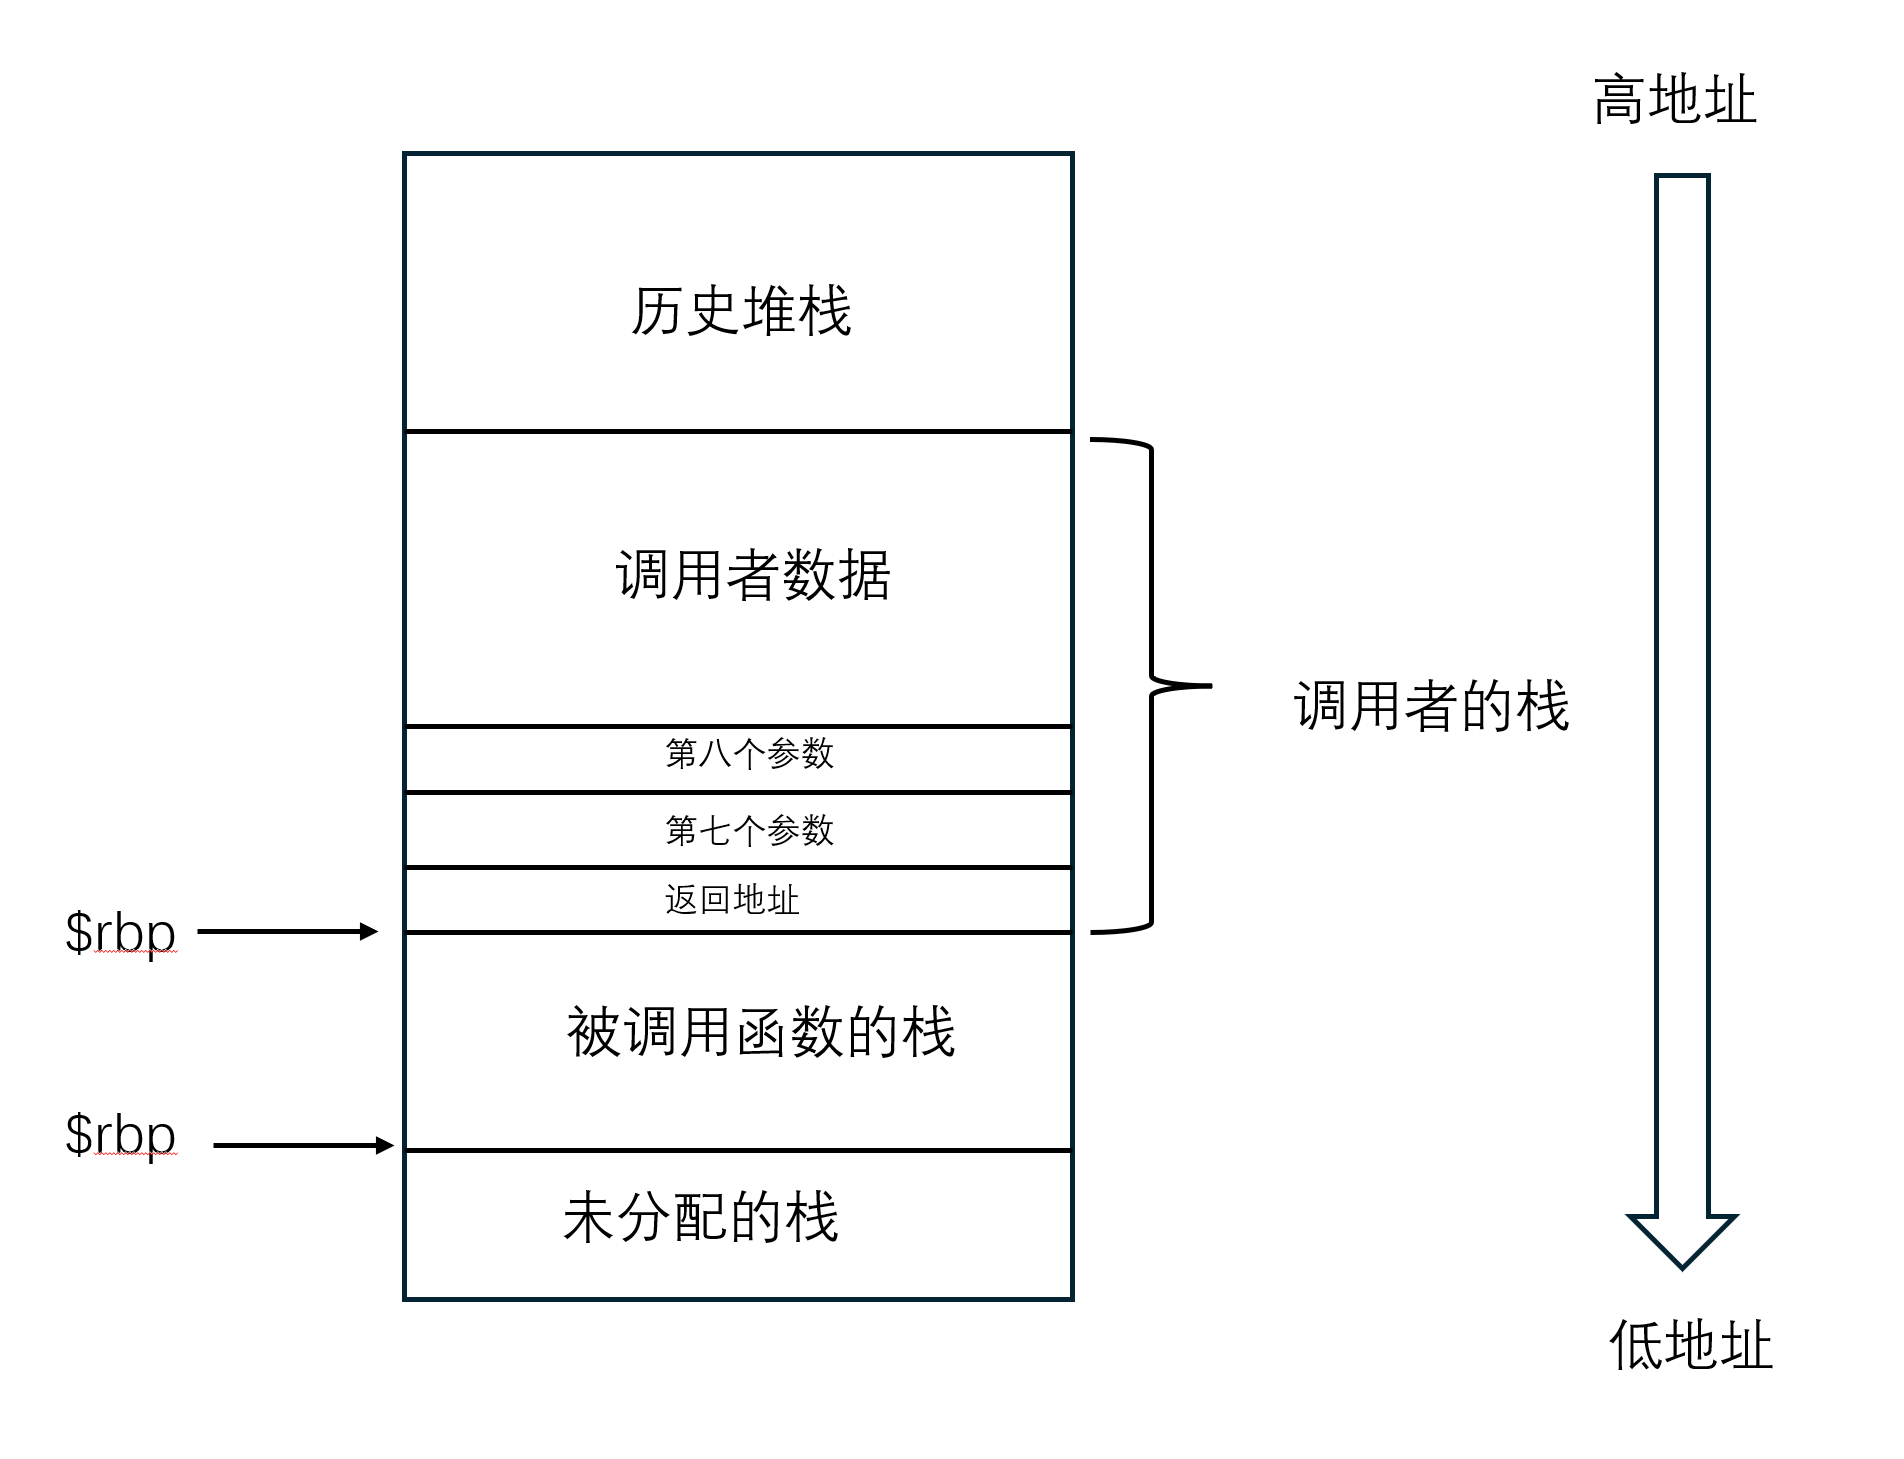 高地址
历史堆栈
调用者数据
调用者的栈
第八个参数
第七个参数
返回地址
$rbp
被调用函数的栈
$rbp
未分配的栈
低地址